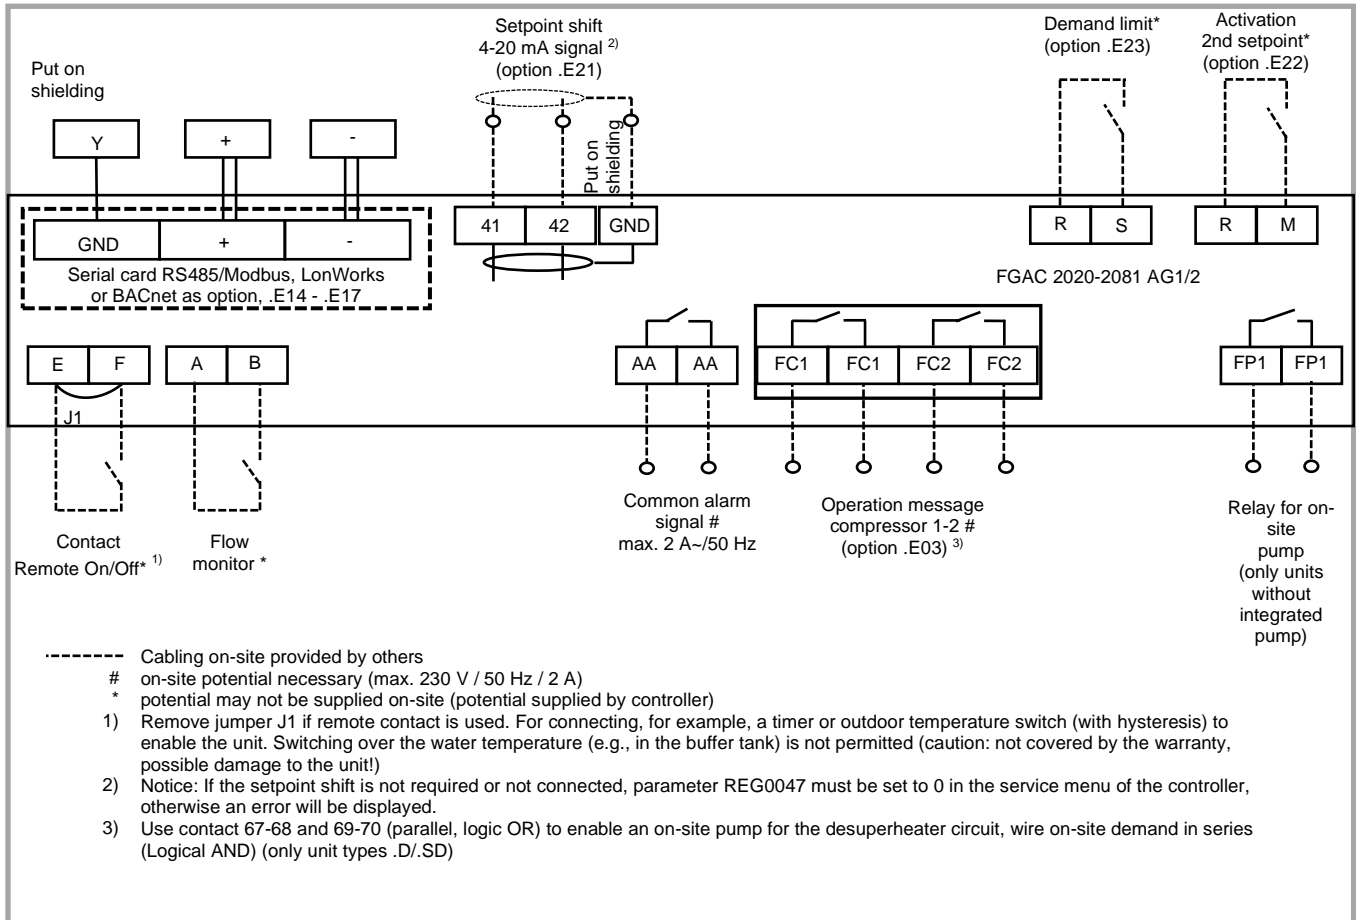 Setpoint shift
4-20 mA signal 2)
(option .E21)
Demand limit*
(option .E23)
Activation
2nd setpoint*
(option .E22)
Put on
shielding
Y
+
-
Put on
shielding
GND
+
-
Serial card RS485/Modbus, LonWorks
or BACnet as option, .E14 - .E17
41
42
GND
R
S
R
M
FGAC 2020-2081 AG1/2
E
F
A
B
J1
AA
AA
FC1
FC1
FC2
FC2
FP1
FP1
Contact
Remote On/Off* 1)
Flow
monitor *
Common alarm
signal #
max. 2 A~/50 Hz
Operation message
compressor 1-2 #
(option .E03) 3)
Relay for on-
site
pump
(only units
without
integrated
pump)
Cabling on-site provided by others
# on-site potential necessary (max. 230 V / 50 Hz / 2 A)
* potential may not be supplied on-site (potential supplied by controller)
1) Remove jumper J1 if remote contact is used. For connecting, for example, a timer or outdoor temperature switch (with hysteresis) to
enable the unit. Switching over the water temperature (e.g., in the buffer tank) is not permitted (caution: not covered by the warranty,
possible damage to the unit!)
2) Notice: If the setpoint shift is not required or not connected, parameter REG0047 must be set to 0 in the service menu of the controller,
otherwise an error will be displayed.
3) Use contact 67-68 and 69-70 (parallel, logic OR) to enable an on-site pump for the desuperheater circuit, wire on-site demand in series
(Logical AND) (only unit types .D/.SD)